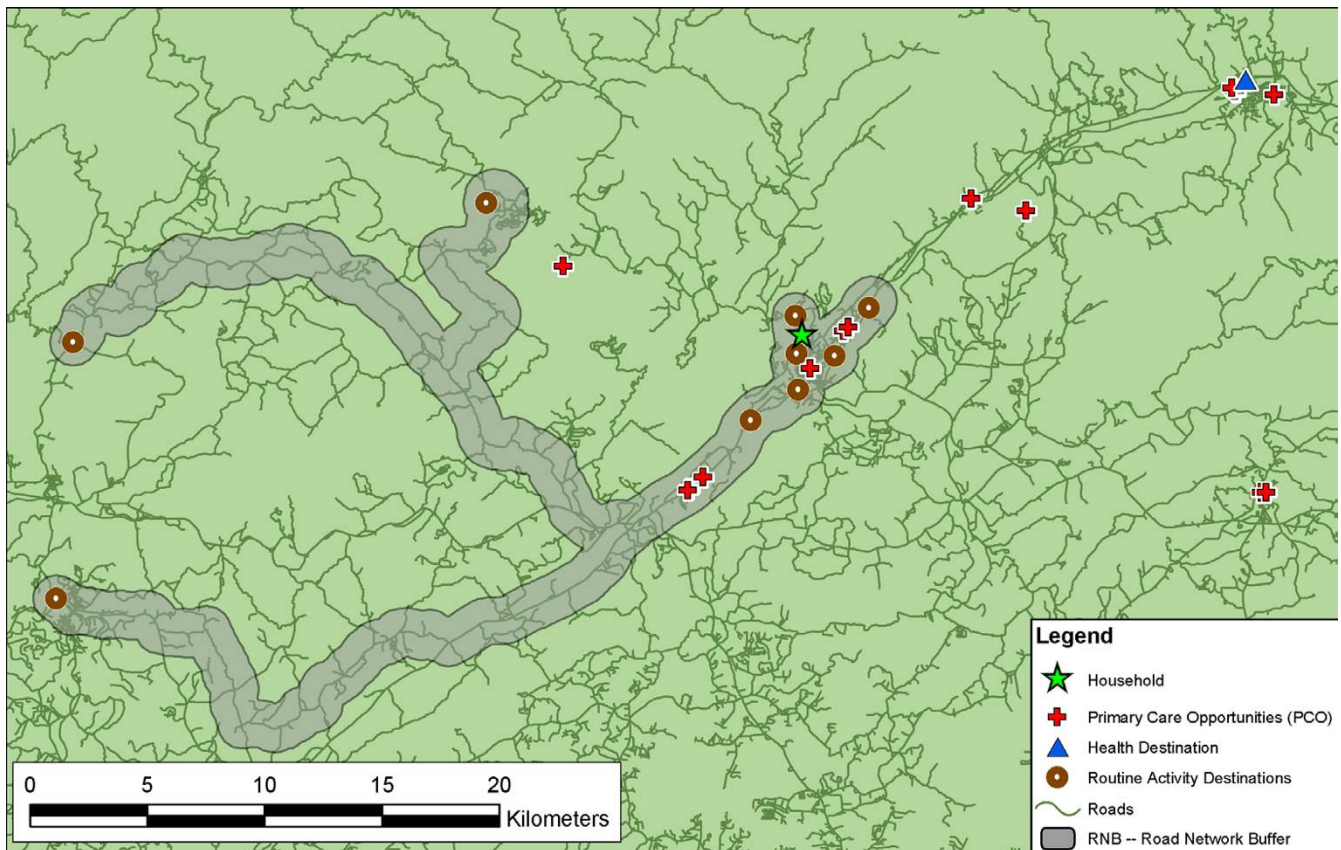 Legend
Household
Primary Care Opportunities (PCO)
Health Destination
Routine Activity Destinations
Roads
RNB -- Road Network Buffer
0 5 10 15 20
Kilometers